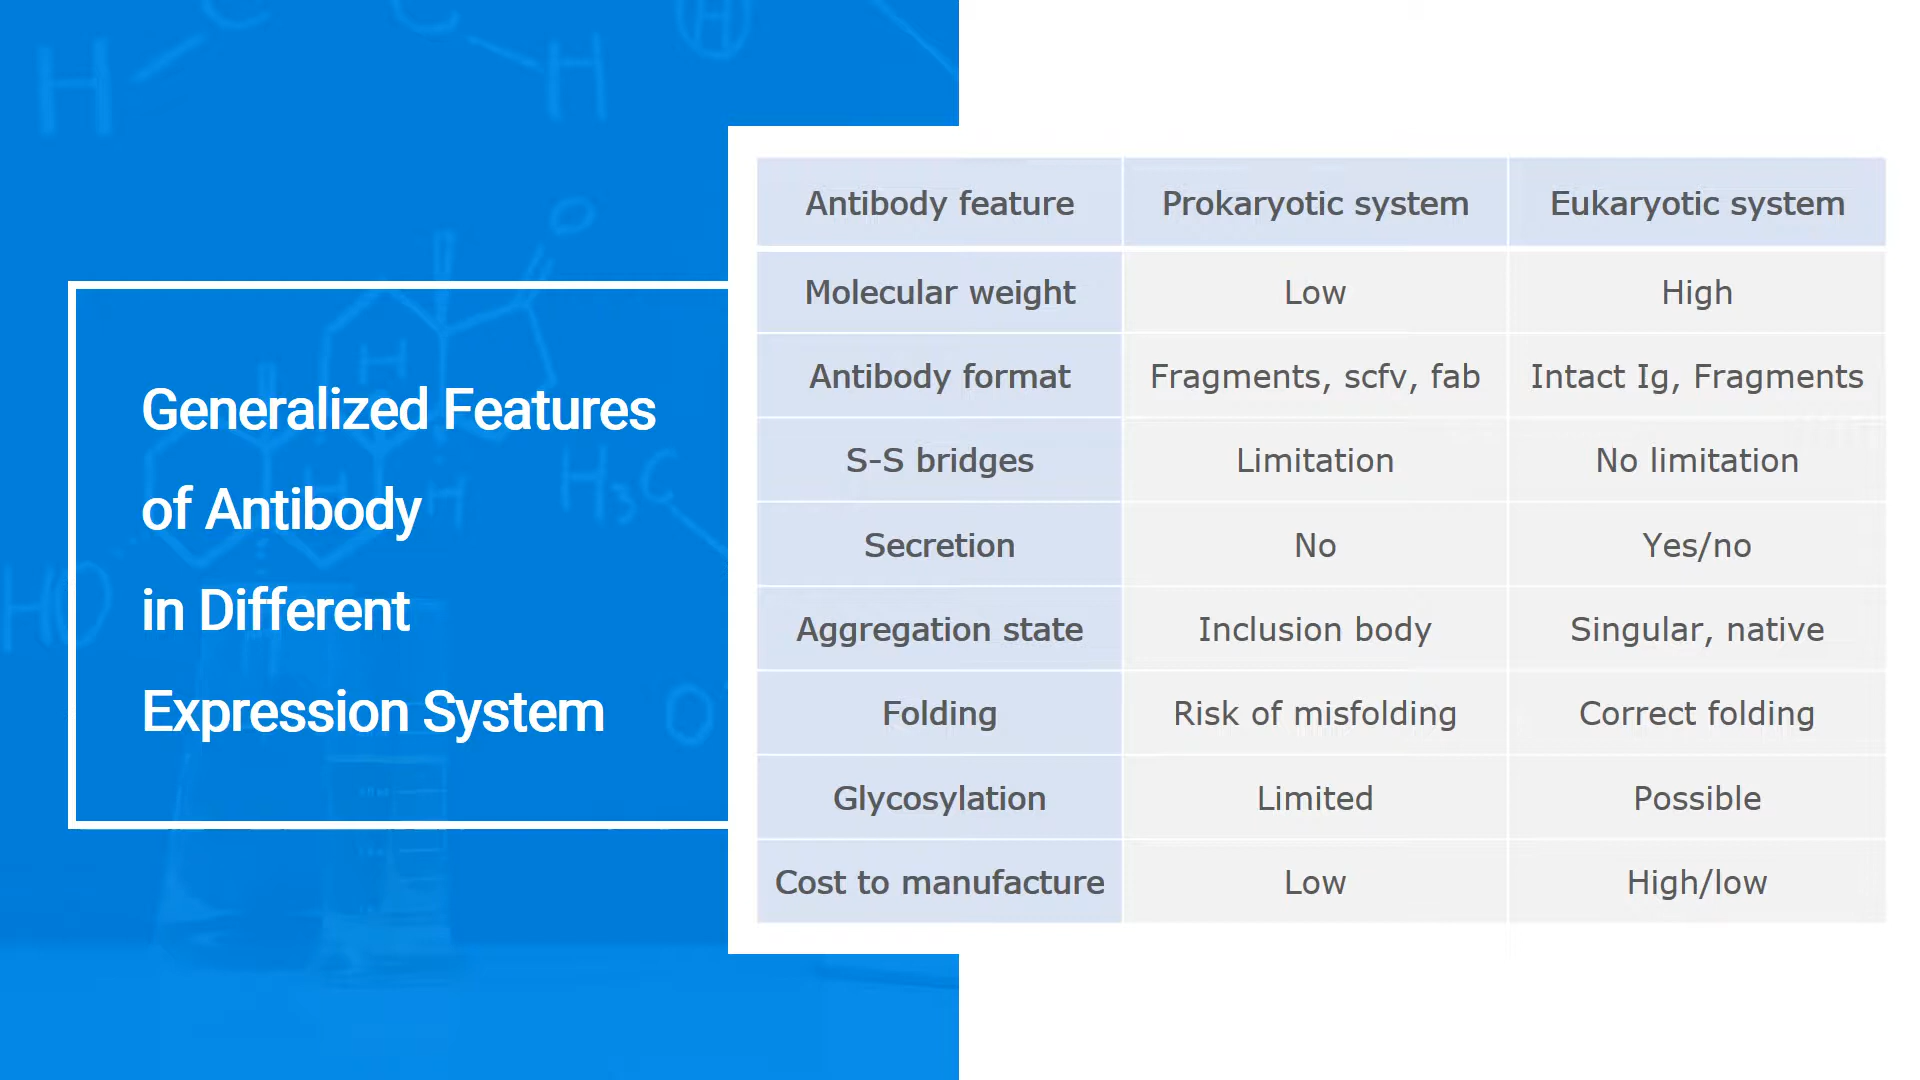 Generalized Features
of Antibody
in Different
Expression System
Antibody feature Prokaryotic system Eukaryotic system
Molecular weight Low High
Antibody format Fragments, scfv, fab Intact Ig, Fragments
S-S bridges Limitation No limitation
Secretion No Yes/no
Aggregation state Inclusion body Singular, native
Folding Risk of misfolding Correct folding
Glycosylation Limited Possible
Cost to manufacture Low High/low
H
C
C
H
H
O
H
H
H
H₃C
HO
H
O